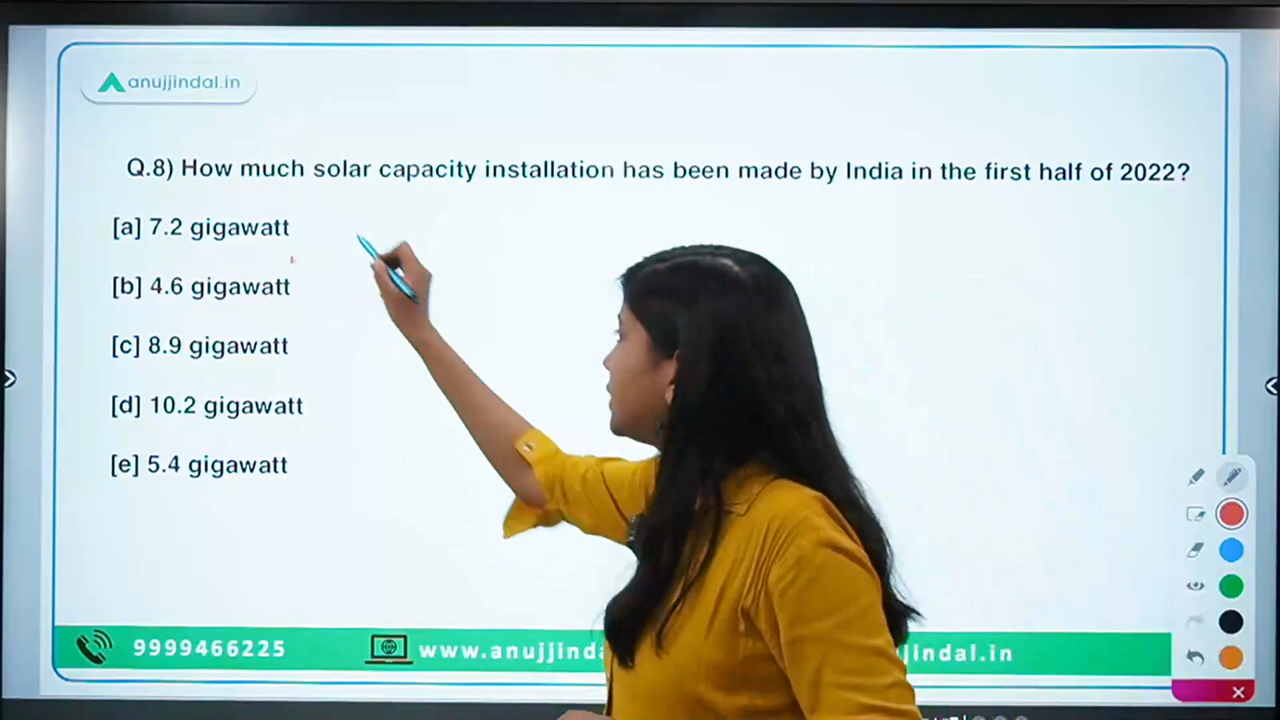 anujjindal.in
Q.8) How much solar capacity installation has been made by India in the first half of 2022?
[a] 7.2 gigawatt
[b] 4.6 gigawatt
[c] 8.9 gigawatt
[d] 10.2 gigawatt
[e] 5.4 gigawatt
9999466225 www.anujjinda jindal.in